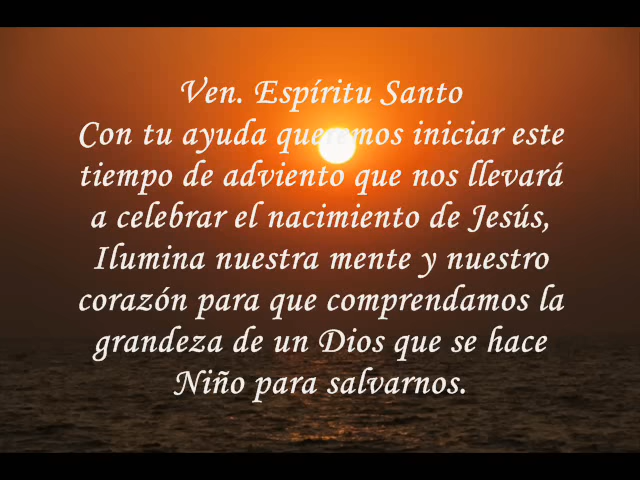 Ven. Espíritu Santo
Con tu ayuda queremos iniciar este
tiempo de adviento que nos llevará
a celebrar el nacimiento de Jesús,
Ilumina nuestra mente y nuestro
corazón para que comprendamos la
grandeza de un Dios que se hace
Niño para salvarnos.